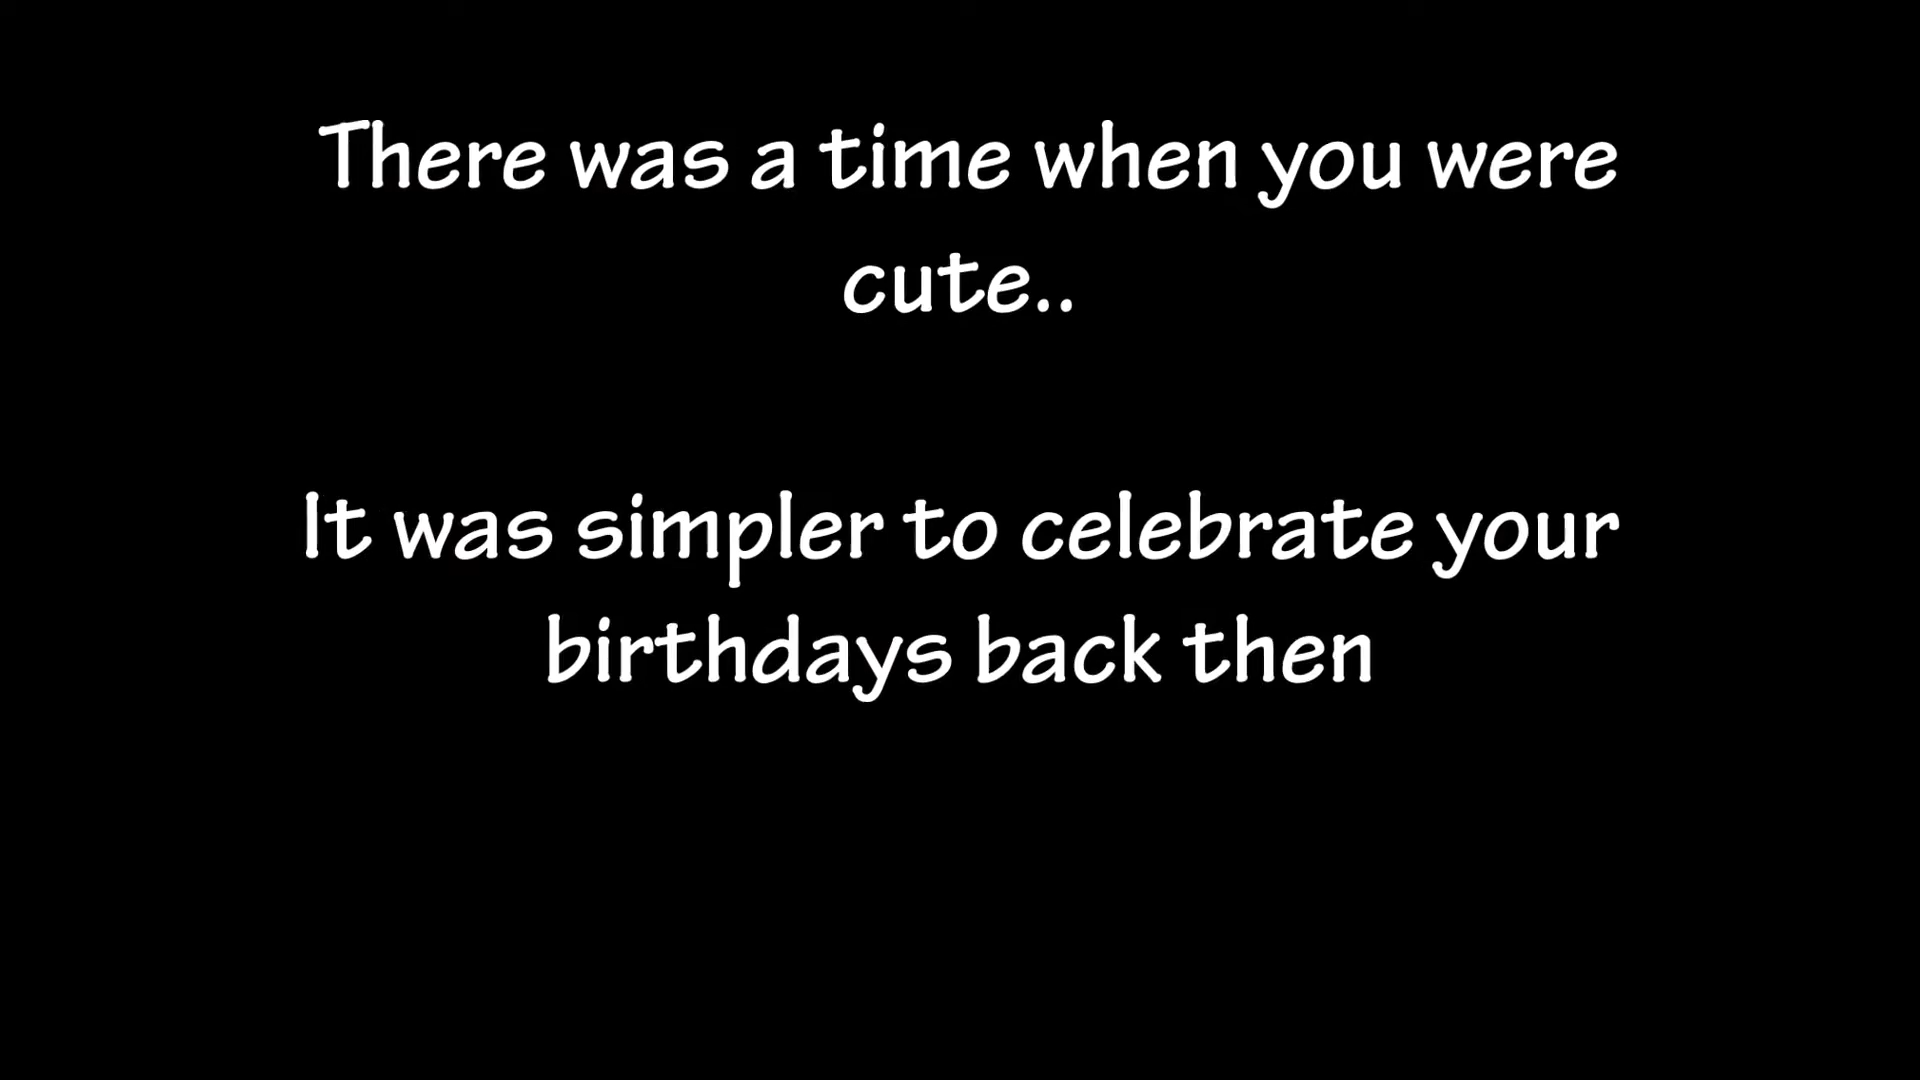 There was a time when you were
cute..
It was simpler to celebrate your
birthdays back then